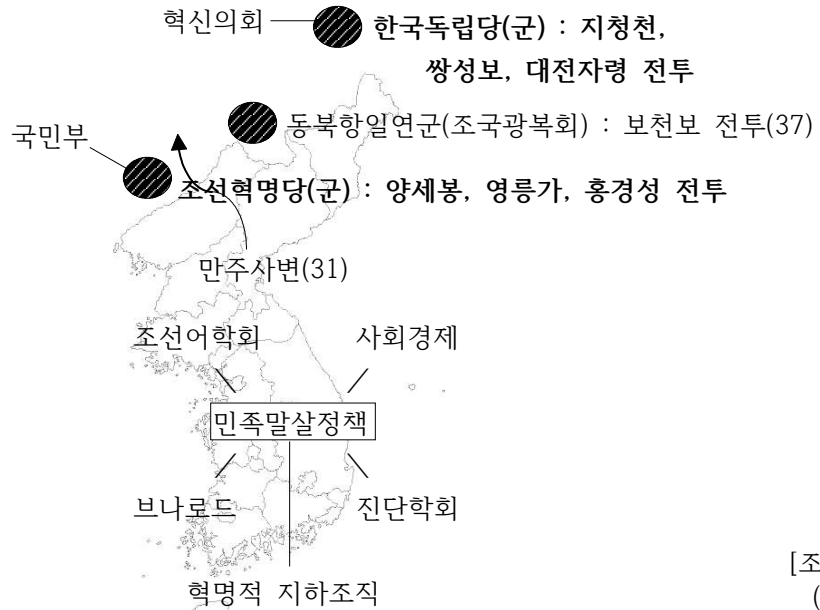 혁신의회
한국독립당(군) : 지청천,
쌍성보, 대전자령 전투
동북항일연군(조국광복회) : 보천보 전투(37)
국민부
조선혁명당(군) : 양세봉, 영릉가, 홍경성 전투
만주사변(31)
조선어학회 사회경제
민족말살정책
브나로드 진단학회
[조
(
혁명적 지하조직